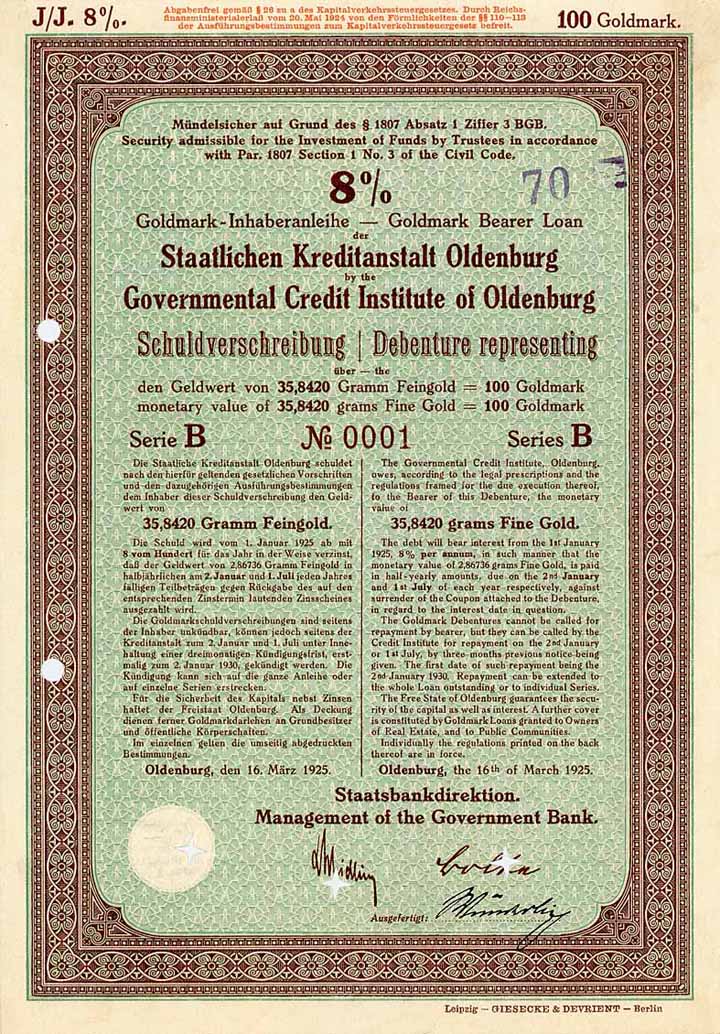 J/J. 8%.
Abgabenfrei gemäß § 26 zu a des Kapitalverkehrssteuergesetzes. Durch Reichs-
finanzministerialerlaß vom 20. Mai 1924 von den Förmlichkeiten der §§ 110—113
der Ausführungsbestimmungen zum Kapitalverkehrssteuergesetz befreit.
100 Goldmark.
Mündelsicher auf Grund des § 1807 Absatz 1 Ziffer 3 BGB.
Security admissible for the Investment of Funds by Trustees in accordance
with Par. 1807 Section 1 No. 3 of the Civil Code.
8%
70
Goldmark-Inhaberanleihe — Goldmark Bearer Loan
der
Staatlichen Kreditanstalt Oldenburg
by the
Governmental Credit Institute of Oldenburg
Schuldverschreibung | Debenture representing
über — the
den Geldwert von 35,8420 Gramm Feingold = 100 Goldmark
monetary value of 35,8420 grams Fine Gold = 100 Goldmark
Serie B № 0001 Series B
Die Staatliche Kreditanstalt Oldenburg schuldet
nach den hierfür geltenden gesetzlichen Vorschriften
und den dazugehörigen Ausführungsbestimmungen
dem Inhaber dieser Schuldverschreibung den Geld-
wert von
35,8420 Gramm Feingold.
Die Schuld wird vom 1. Januar 1925 ab mit
8 vom Hundert für das Jahr in der Weise verzinst,
daß der Geldwert von 2,86736 Gramm Feingold in
halbjährlichen am 2. Januar und 1. Juli jeden Jahres
fälligen Teilbeträgen gegen Rückgabe des auf den
entsprechenden Zinstermin lautenden Zinsscheines
ausgezahlt wird.
Die Goldmarkschuldverschreibungen sind seitens
der Inhaber unkündbar, können jedoch seitens der
Kreditanstalt zum 2. Januar und 1. Juli unter Inne-
haltung einer dreimonatigen Kündigungsfrist, erst-
malig zum 2. Januar 1930, gekündigt werden. Die
Kündigung kann sich auf die ganze Anleihe oder
auf einzelne Serien erstrecken.
Für die Sicherheit des Kapitals nebst Zinsen
haftet der Freistaat Oldenburg. Als Deckung
dienen ferner Goldmarkdarlehen an Grundbesitzer
und öffentliche Körperschaften.
Im einzelnen gelten die umseitig abgedruckten
Bestimmungen.
Oldenburg, den 16. März 1925.
The Governmental Credit Institute, Oldenburg,
owes, according to the legal prescriptions and the
regulations framed for the due execution thereof,
to the Bearer of this Debenture, the monetary
value of
35,8420 grams Fine Gold.
The debt will bear interest from the 1st January
1925, 8% per annum, in such manner that the
monetary value of 2,86736 grams Fine Gold, is paid
in half-yearly amounts, due on the 2nd January
and 1st July of each year respectively, against
surrender of the Coupon attached to the Debenture,
in regard to the interest date in question.
The Goldmark Debentures cannot be called for
repayment by bearer, but they can be called by the
Credit Institute for repayment on the 2nd January
or 1st July, by three months previous notice being
given. The first date of such repayment being the
2nd January 1930. Repayment can be extended to
the whole Loan outstanding or to individual Series.
The Free State of Oldenburg guarantees the secu-
rity of the capital as well as interest. A further cover
is constituted by Goldmark Loans granted to Owners
of Real Estate, and to Public Communities.
Individually the regulations printed on the back
thereof are in force.
Oldenburg, the 16th of March 1925.
Staatsbankdirektion.
Management of the Government Bank.
Ausgefertigt:
Leipzig — GIESECKE & DEVRIENT — Berlin